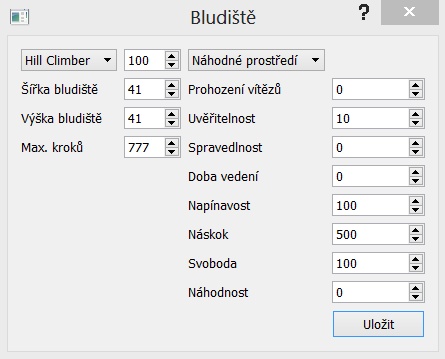 Bludiště
?
Hill Climber 100 Náhodné prostředí
Šířka bludiště 41 Prohození vítězů 0
Výška bludiště 41 Uvěřitelnost 10
Max. kroků 777 Spravedlnost 0
Doba vedení 0
Napínavost 100
Náskok 500
Svoboda 100
Náhodnost 0
Uložit